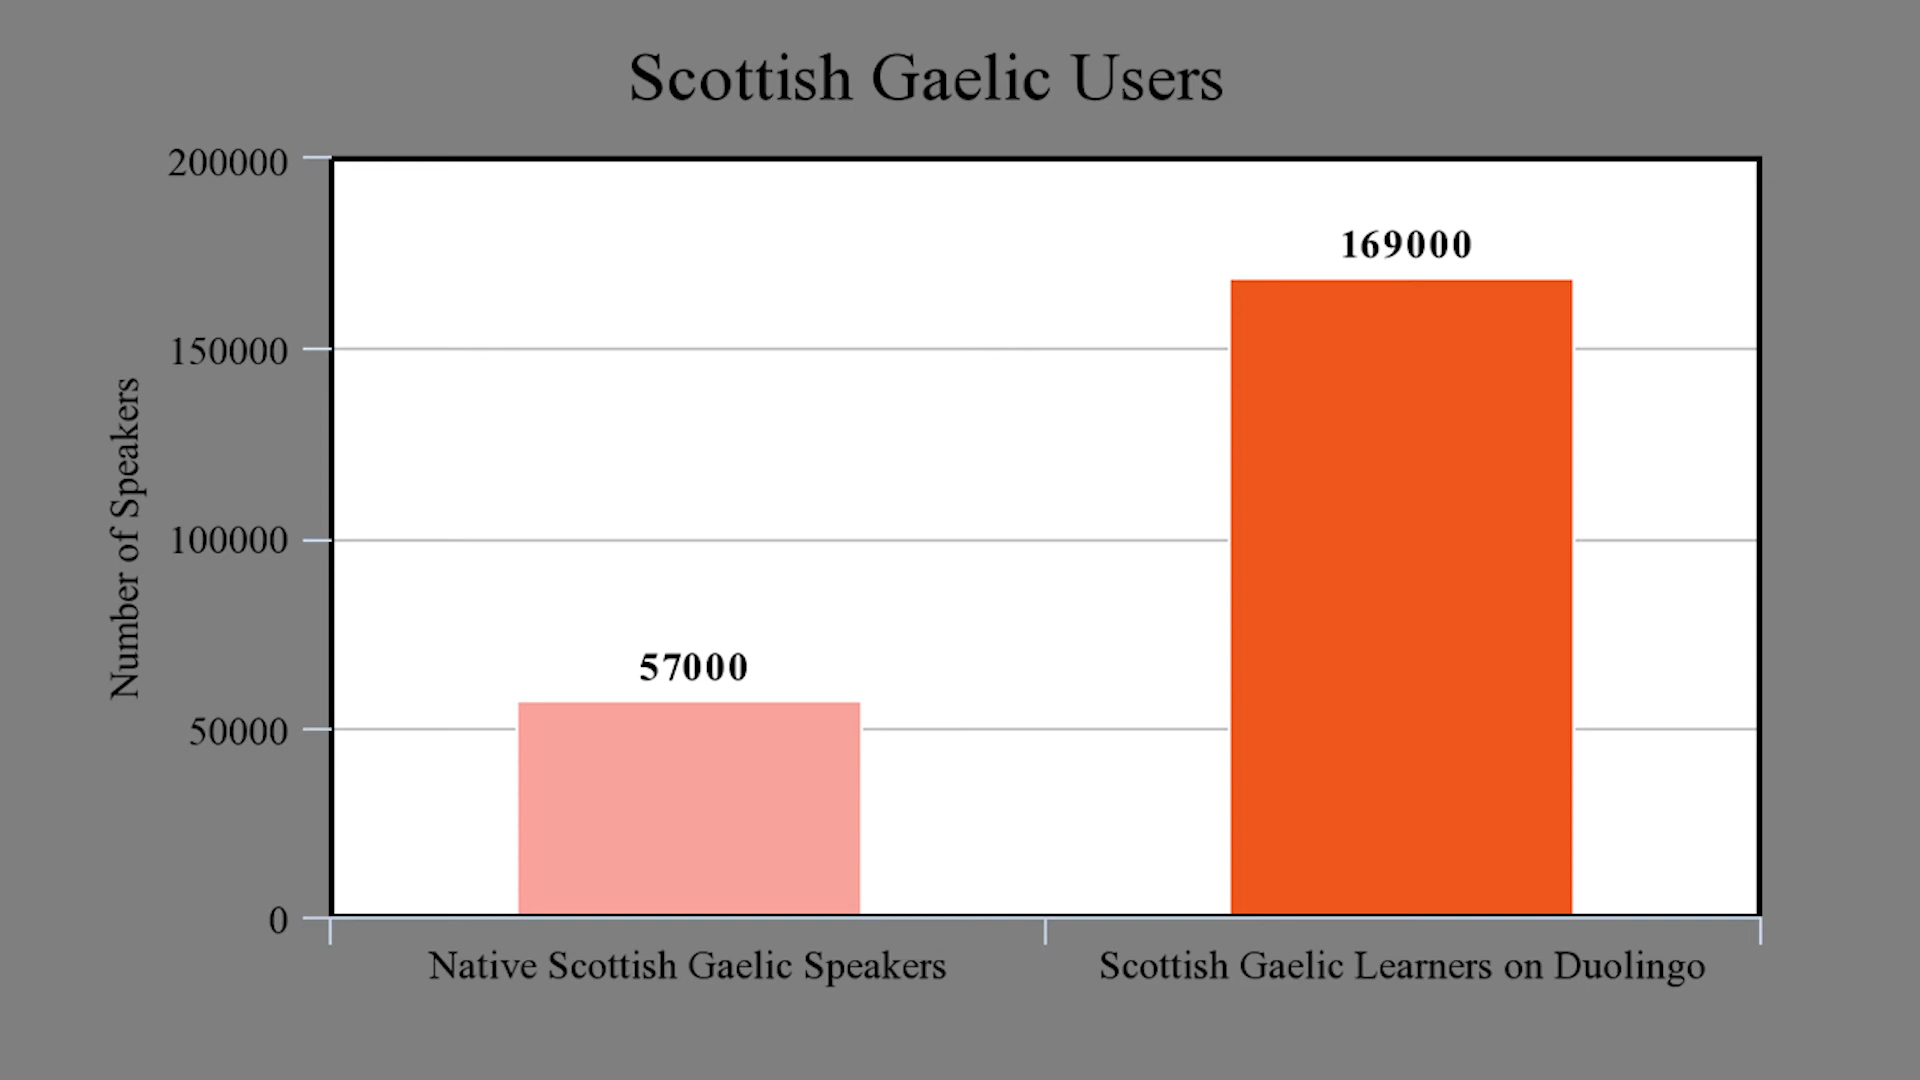 Scottish Gaelic Users
200000
169000
150000
Number of Speakers
100000
57000
50000
0
Native Scottish Gaelic Speakers
Scottish Gaelic Learners on Duolingo